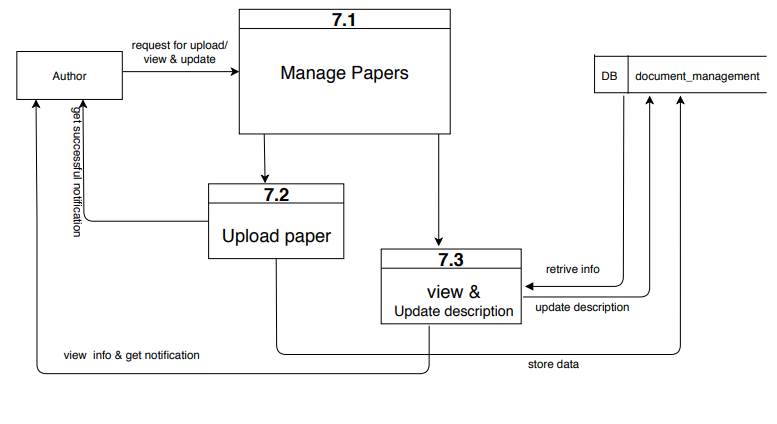 7.1
request for upload/
view & update
Manage Papers
Author
DB
document_management
get successful notification
7.2
Upload paper
7.3
view &
Update description
retrive info
update description
view info & get notification
store data